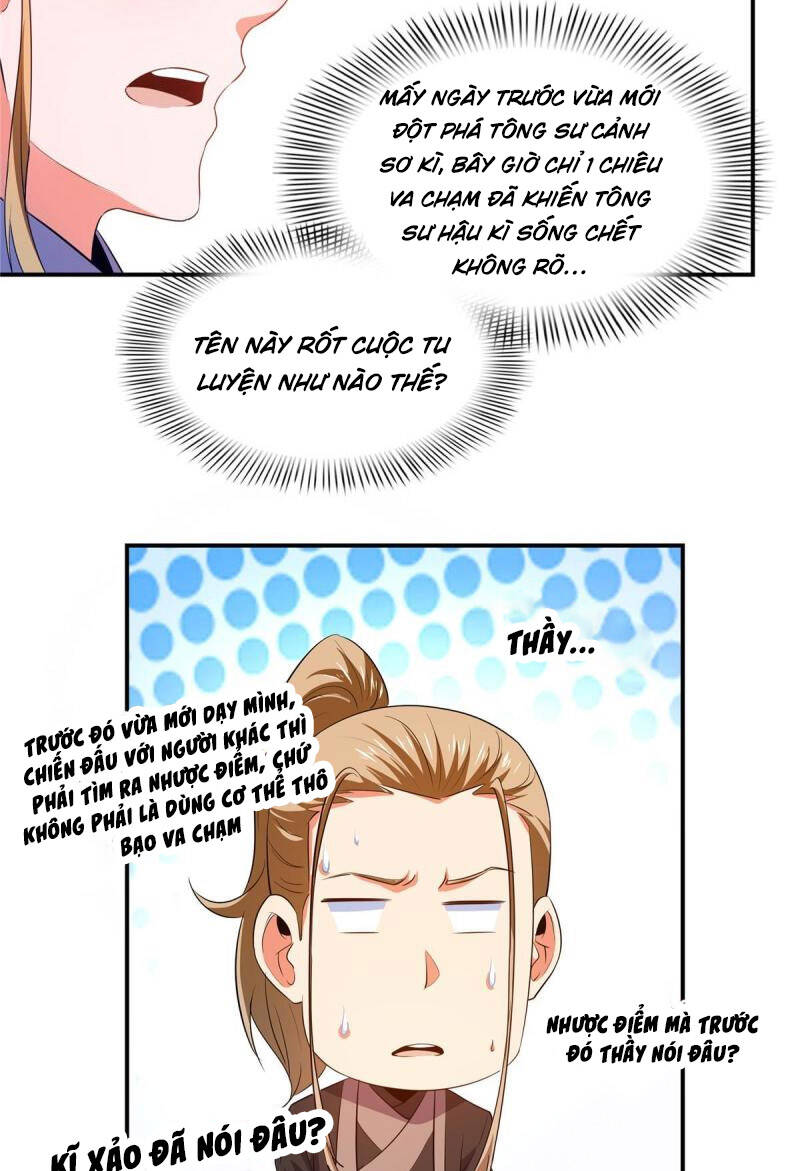 MẤY NGÀY TRƯỚC VỪA MỚI
ĐỘT PHÁ TÔNG SƯ CẢNH
SƠ KÌ, BÂY GIỜ CHỈ 1 CHIÊU
VA CHẠM ĐÃ KHIẾN TÔNG
SƯ HẬU KÌ SỐNG CHẾT
KHÔNG RÕ...
TÊN NÀY RỐT CUỘC TU
LUYỆN NHƯ NÀO THẾ?
THẦY...
TRƯỚC ĐÓ VỪA MỚI DẠY MÌNH,
CHIẾN ĐẤU VỚI NGƯỜI KHÁC THÌ
PHẢI TÌM RA NHƯỢC ĐIỂM, CHỨ
KHÔNG PHẢI LÀ DÙNG CƠ THỂ THÔ
BẠO VA CHẠM
NHƯỢC ĐIỂM MÀ TRƯỚC
ĐÓ THẦY NÓI ĐÂU?
KĨ XẢO ĐÃ NÓI ĐÂU?